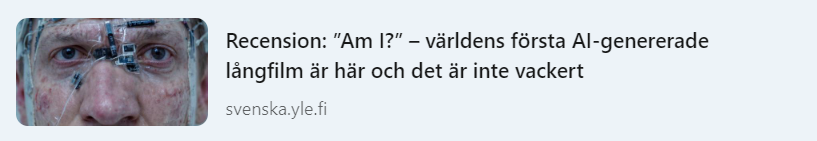 Recension: ”Am I?” – världens första AI-genererade
långfilm är här och det är inte vackert
svenska.yle.fi